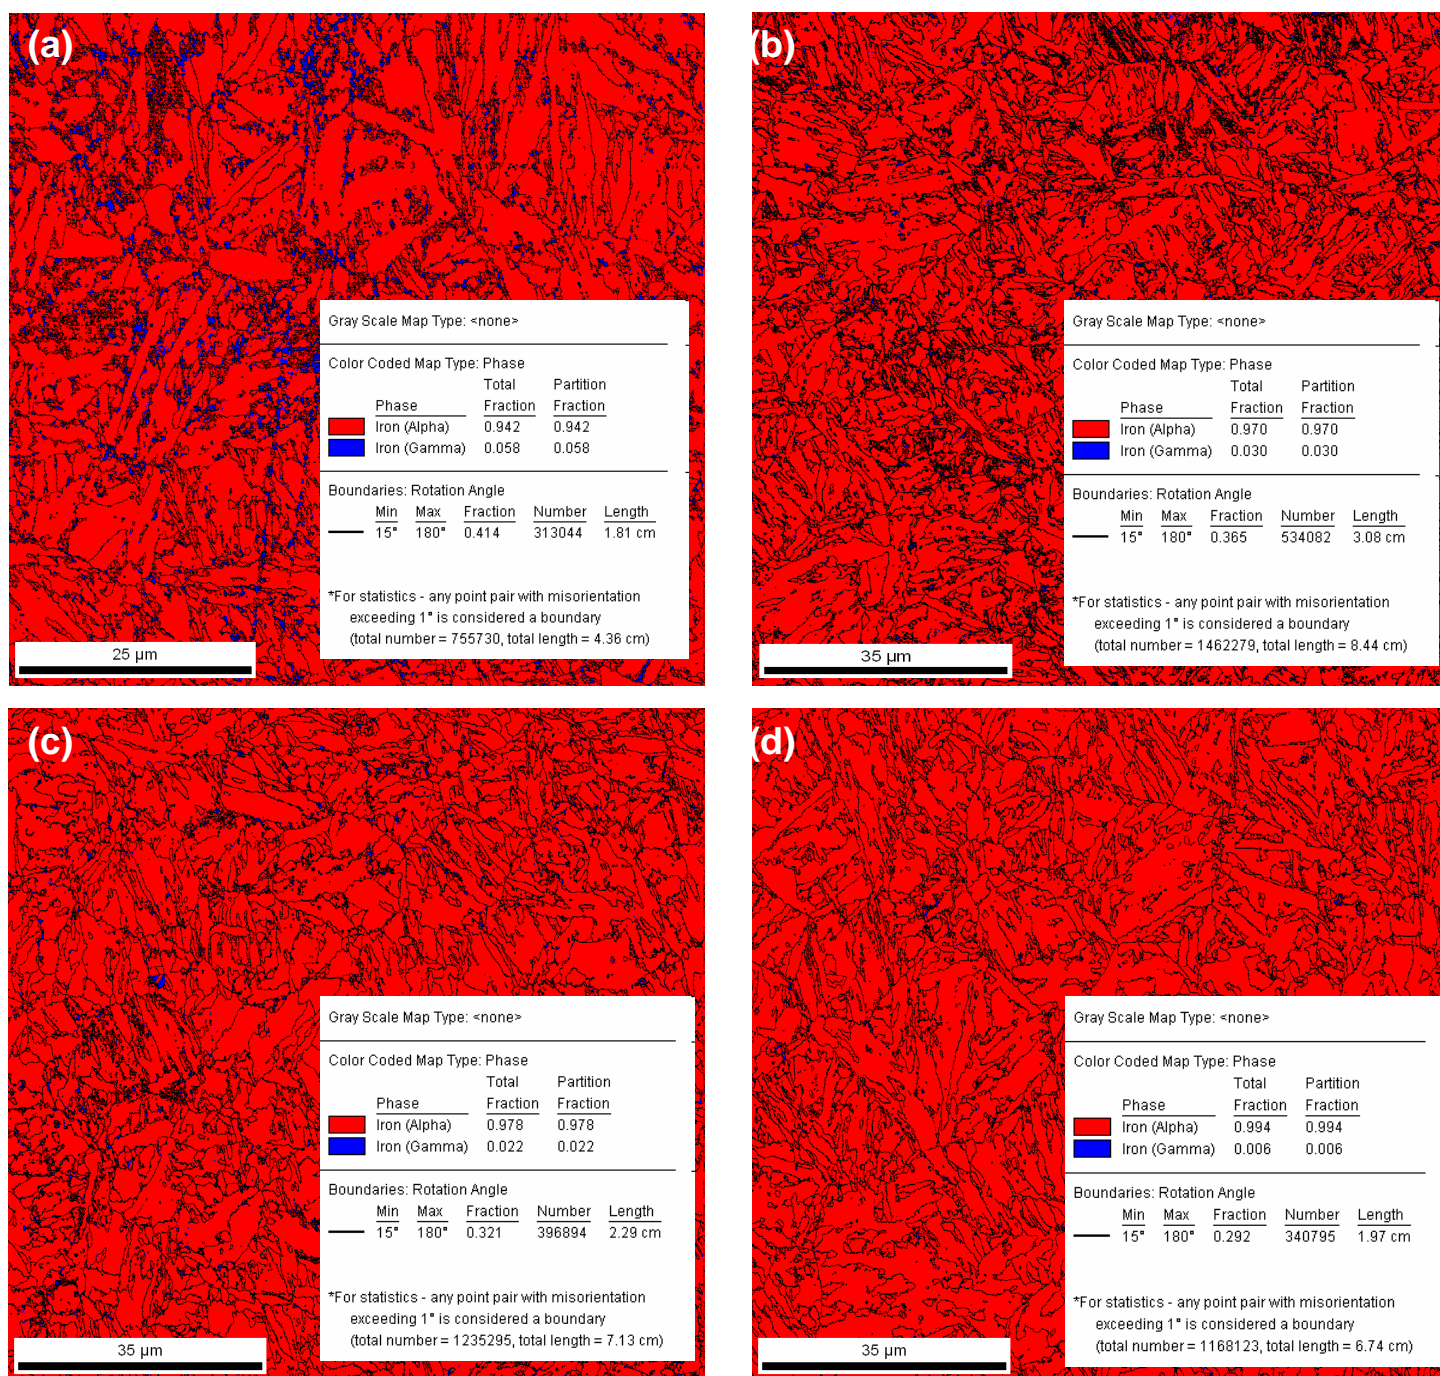 (a)
Gray Scale Map Type: <none>
Color Coded Map Type: Phase
Total Partition
Phase Fraction Fraction
Iron (Alpha) 0.942 0.942
Iron (Gamma) 0.058 0.058
Boundaries: Rotation Angle
Min Max Fraction Number Length
15° 180° 0.414 313044 1.81 cm
*For statistics - any point pair with misorientation
exceeding 1° is considered a boundary
(total number = 755730, total length = 4.36 cm)
25 µm
(b)
Gray Scale Map Type: <none>
Color Coded Map Type: Phase
Total Partition
Phase Fraction Fraction
Iron (Alpha) 0.970 0.970
Iron (Gamma) 0.030 0.030
Boundaries: Rotation Angle
Min Max Fraction Number Length
15° 180° 0.365 534082 3.08 cm
*For statistics - any point pair with misorientation
exceeding 1° is considered a boundary
(total number = 1462279, total length = 8.44 cm)
35 µm
(c)
Gray Scale Map Type: <none>
Color Coded Map Type: Phase
Total Partition
Phase Fraction Fraction
Iron (Alpha) 0.978 0.978
Iron (Gamma) 0.022 0.022
Boundaries: Rotation Angle
Min Max Fraction Number Length
15° 180° 0.321 396894 2.29 cm
*For statistics - any point pair with misorientation
exceeding 1° is considered a boundary
(total number = 1235295, total length = 7.13 cm)
35 µm
(d)
Gray Scale Map Type: <none>
Color Coded Map Type: Phase
Total Partition
Phase Fraction Fraction
Iron (Alpha) 0.994 0.994
Iron (Gamma) 0.006 0.006
Boundaries: Rotation Angle
Min Max Fraction Number Length
15° 180° 0.292 340795 1.97 cm
*For statistics - any point pair with misorientation
exceeding 1° is considered a boundary
(total number = 1168123, total length = 6.74 cm)
35 µm